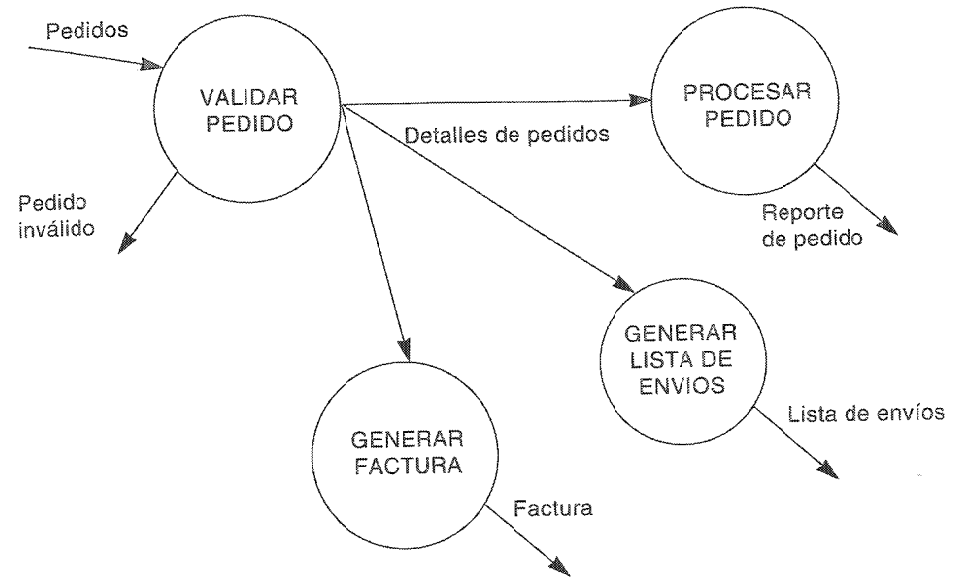 Pedidos
VALIDAR
PEDIDO
PROCESAR
PEDIDO
Detalles de pedidos
Pedido
inválido
Reporte
de pedido
GENERAR
LISTA DE
ENVIOS
Lista de envíos
GENERAR
FACTURA
Factura